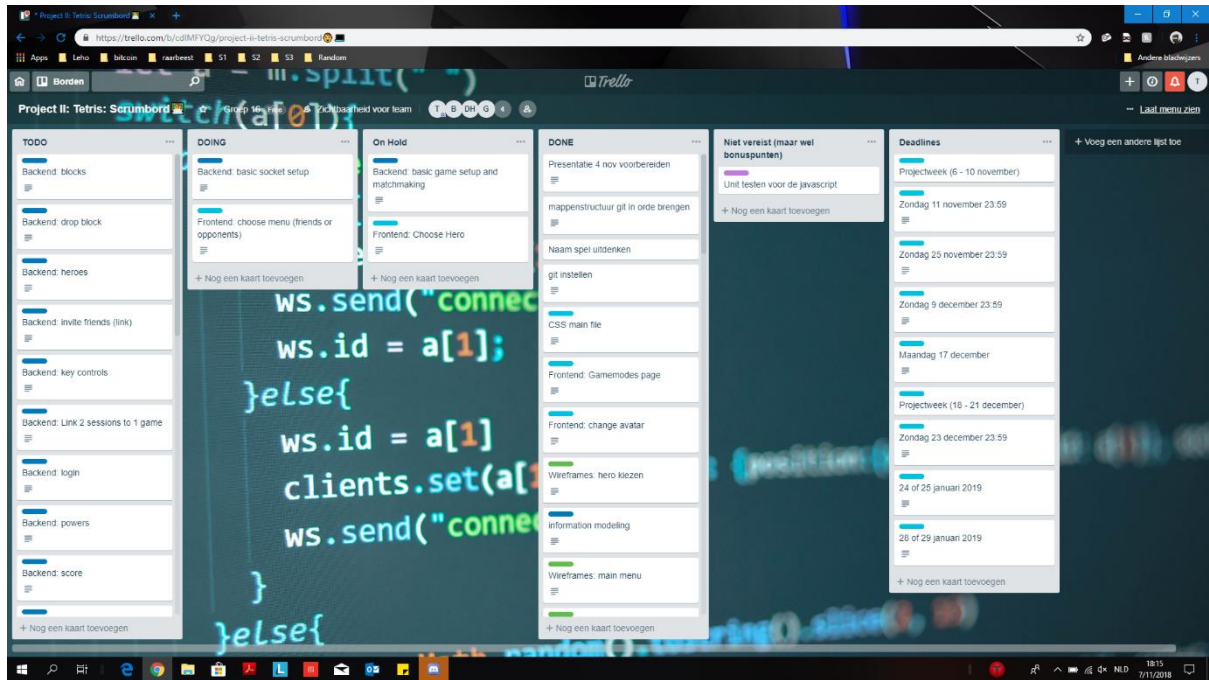 * Project II: Tetris: Scrumbord
https://trello.com/b/cdIMFYQg/project-ii-tetris-scrumbord
Apps Leho bitcoin raarbeest S1 S2 S3 Random Andere bladwijzers
Borden Trello T
Project II: Tetris: Scrumbord Groep 16 Free Zichtbaarheid voor team T B DH G 4 Laat menu zien
TODO
Backend: blocks
Backend: drop block
Backend: heroes
Backend: invite friends (link)
Backend: key controls
Backend: Link 2 sessions to 1 game
Backend: login
Backend: powers
Backend: score
+ Nog een kaart toevoegen
DOING
Backend: basic socket setup
Frontend: choose menu (friends or
opponents)
+ Nog een kaart toevoegen
On Hold
Backend: basic game setup and
matchmaking
Frontend: Choose Hero
+ Nog een kaart toevoegen
DONE
Presentatie 4 nov voorbereiden
mappenstructuur git in orde brengen
Naam spel uitdenken
git instellen
CSS main file
Frontend: Gamemodes page
Frontend: change avatar
Wireframes: hero kiezen
information modeling
Wireframes: main menu
+ Nog een kaart toevoegen
Niet vereist (maar wel
bonuspunten)
Unit testen voor de javascript
+ Nog een kaart toevoegen
Deadlines
Projectweek (6 - 10 november)
Zondag 11 november 23:59
Zondag 25 november 23:59
Zondag 9 december 23:59
Maandag 17 december
Projectweek (18 - 21 december)
Zondag 23 december 23:59
24 of 25 januari 2019
28 of 29 januari 2019
+ Nog een kaart toevoegen
+ Voeg een andere lijst toe
let a = m.split(" ")
switch(a[0]){
ws.send("connec
ws.id = a[1];
}else{
ws.id = a[1]
clients.set(a[
ws.send("connec
}
}else{
NLD
18:15
7/11/2018